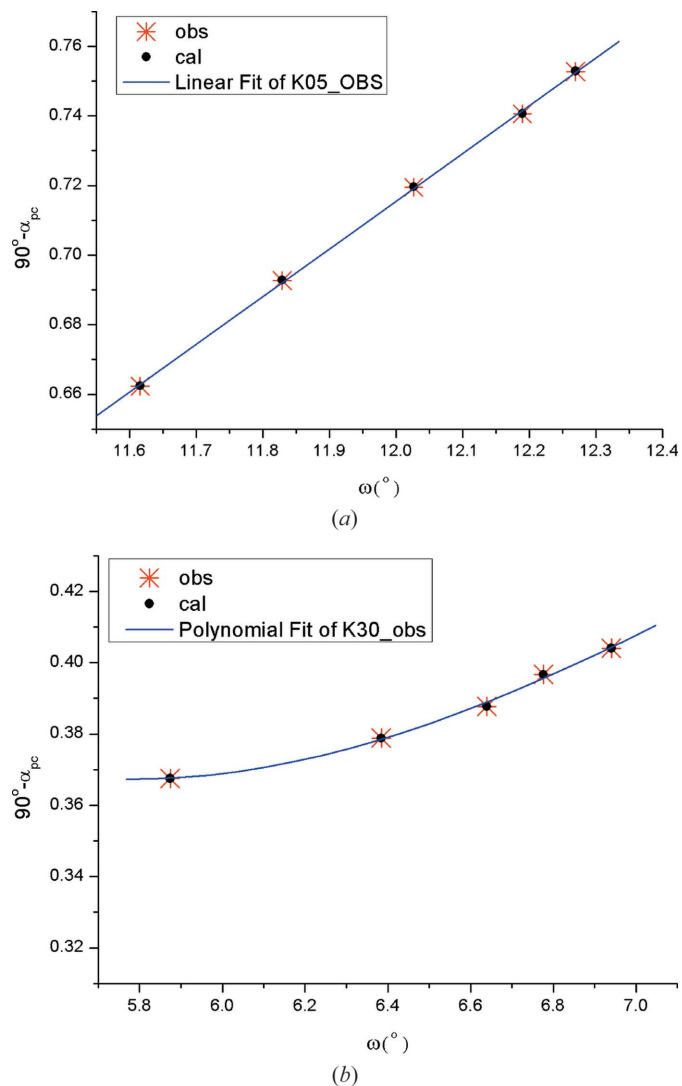 0.76
0.74
0.72
0.70
0.68
0.66
90°-α_pc
obs
cal
Linear Fit of K05_OBS
11.6 11.7 11.8 11.9 12.0 12.1 12.2 12.3 12.4
ω(°)
(a)
0.42
0.40
0.38
0.36
0.34
0.32
90°-α_pc
obs
cal
Polynomial Fit of K30_obs
5.8 6.0 6.2 6.4 6.6 6.8 7.0
ω(°)
(b)